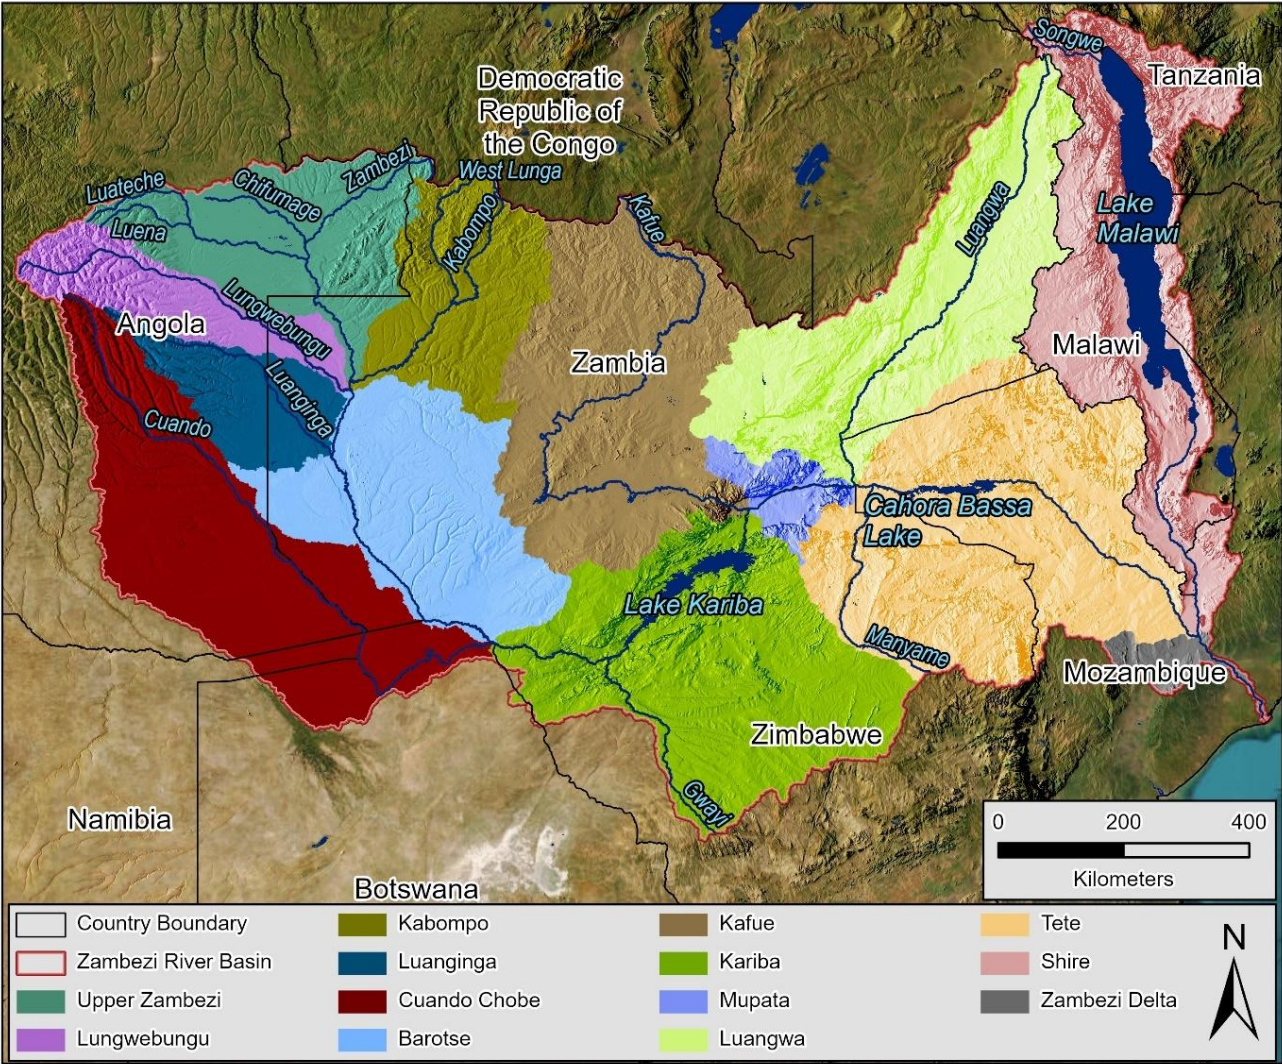 Songwe
Tanzania
Democratic
Republic of
the Congo
Zambezi
West Lunga
Luateche
Chifumage
Kabompo
Kafue
Luangwa
Lake
Malawi
Luena
Lungwebungu
Angola
Zambia
Malawi
Luanginga
Cuando
Cahora Bassa
Lake
Lake Kariba
Manyame
Mozambique
Zimbabwe
Gwayi
Namibia
Botswana
0 200 400
Kilometers
Country Boundary
Zambezi River Basin
Upper Zambezi
Lungwebungu
Kabompo
Luanginga
Cuando Chobe
Barotse
Kafue
Kariba
Mupata
Luangwa
Tete
Shire
Zambezi Delta
N